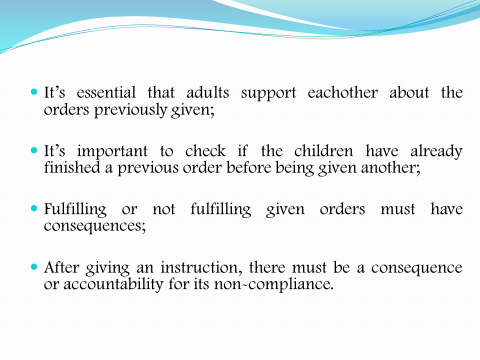 It's essential that adults support eachother about the
orders previously given;
It's important to check if the children have already
finished a previous order before being given another;
Fulfilling or not fulfilling given orders must have
consequences;
After giving an instruction, there must be a consequence
or accountability for its non-compliance.